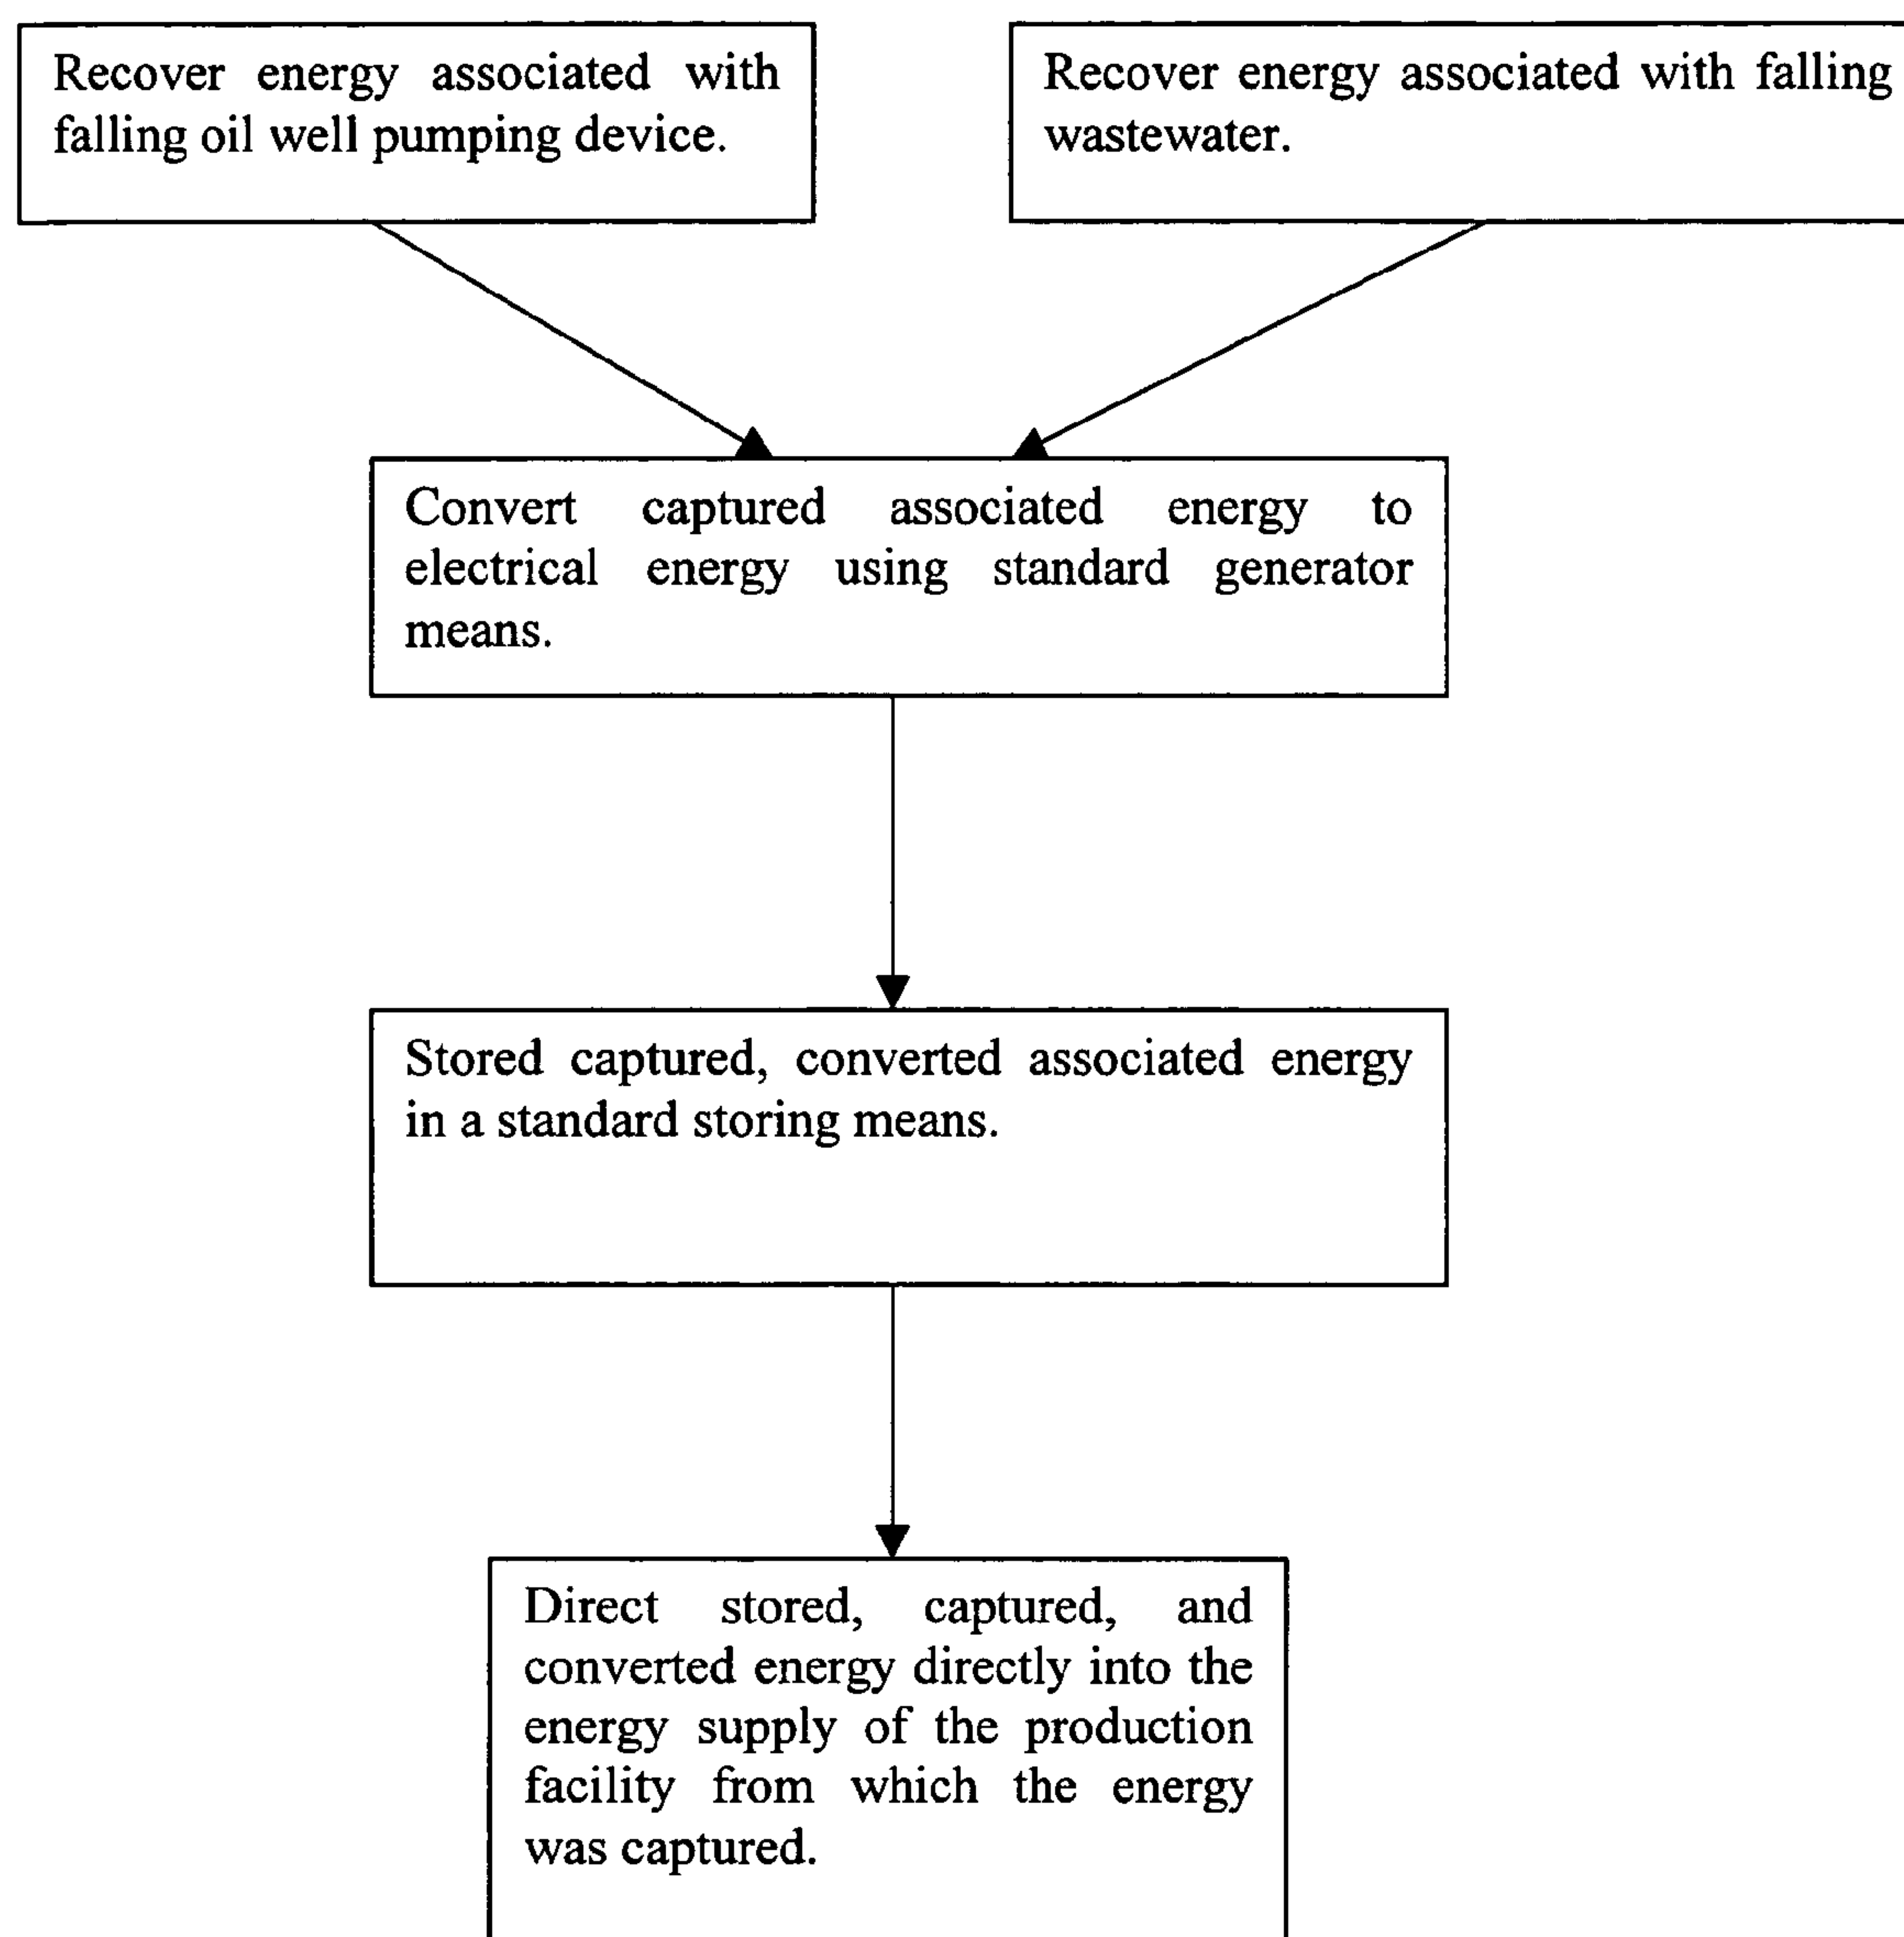 Recover energy associated with
falling oil well pumping device.
Recover energy associated with falling
wastewater.
Convert captured associated energy to
electrical energy using standard generator
means.
Stored captured, converted associated energy
in a standard storing means.
Direct stored, captured, and
converted energy directly into the
energy supply of the production
facility from which the energy
was captured.